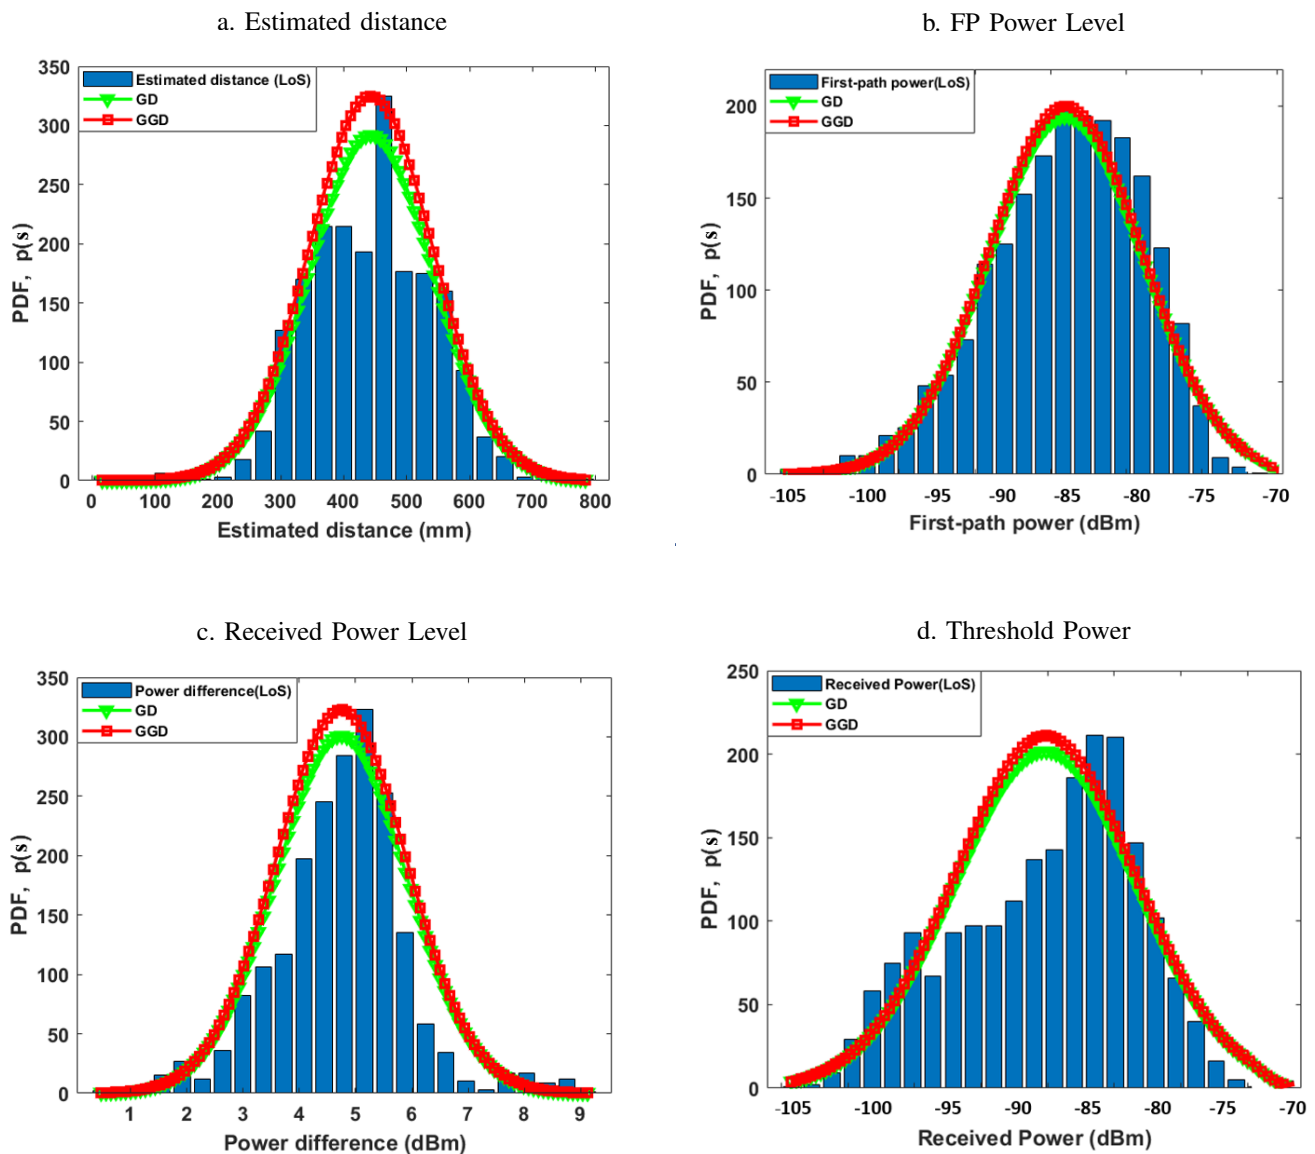 a. Estimated distance
350
300
250
200
150
100
50
0
PDF, p(s)
Estimated distance (LoS)
GD
GGD
0 100 200 300 400 500 600 700 800
Estimated distance (mm)
b. FP Power Level
200
150
100
50
0
PDF, p(s)
First-path power(LoS)
GD
GGD
-105 -100 -95 -90 -85 -80 -75 -70
First-path power (dBm)
c. Received Power Level
350
300
250
200
150
100
50
0
PDF, p(s)
Power difference(LoS)
GD
GGD
1 2 3 4 5 6 7 8 9
Power difference (dBm)
d. Threshold Power
250
200
150
100
50
0
PDF, p(s)
Received Power(LoS)
GD
GGD
-105 -100 -90 -85 -80 -75 -70
Received Power (dBm)